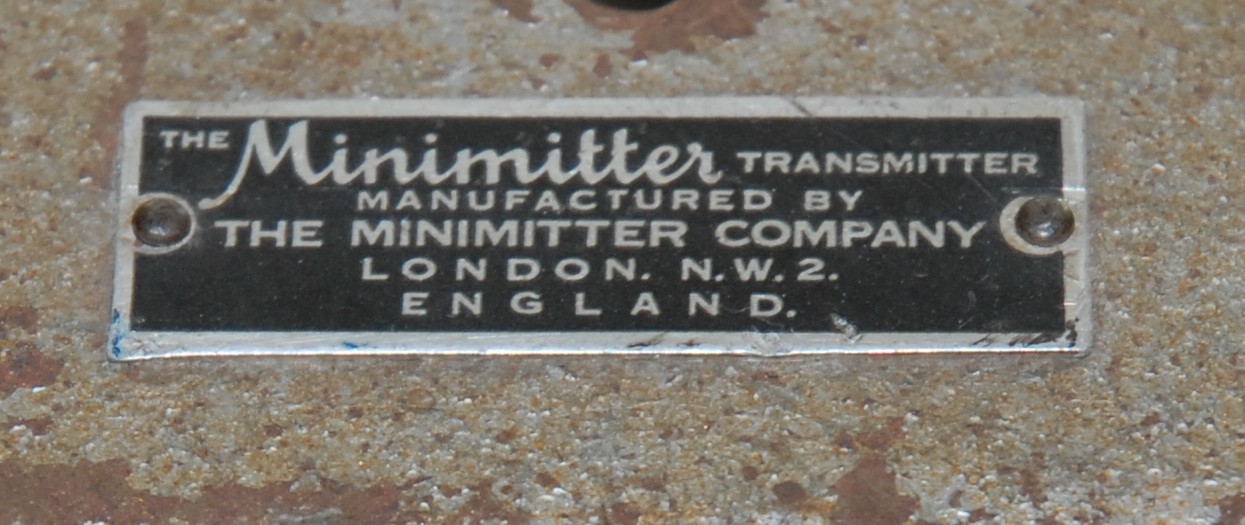 THE Minimitter TRANSMITTER
MANUFACTURED BY
THE MINIMITTER COMPANY
LONDON. N.W.2.
ENGLAND.